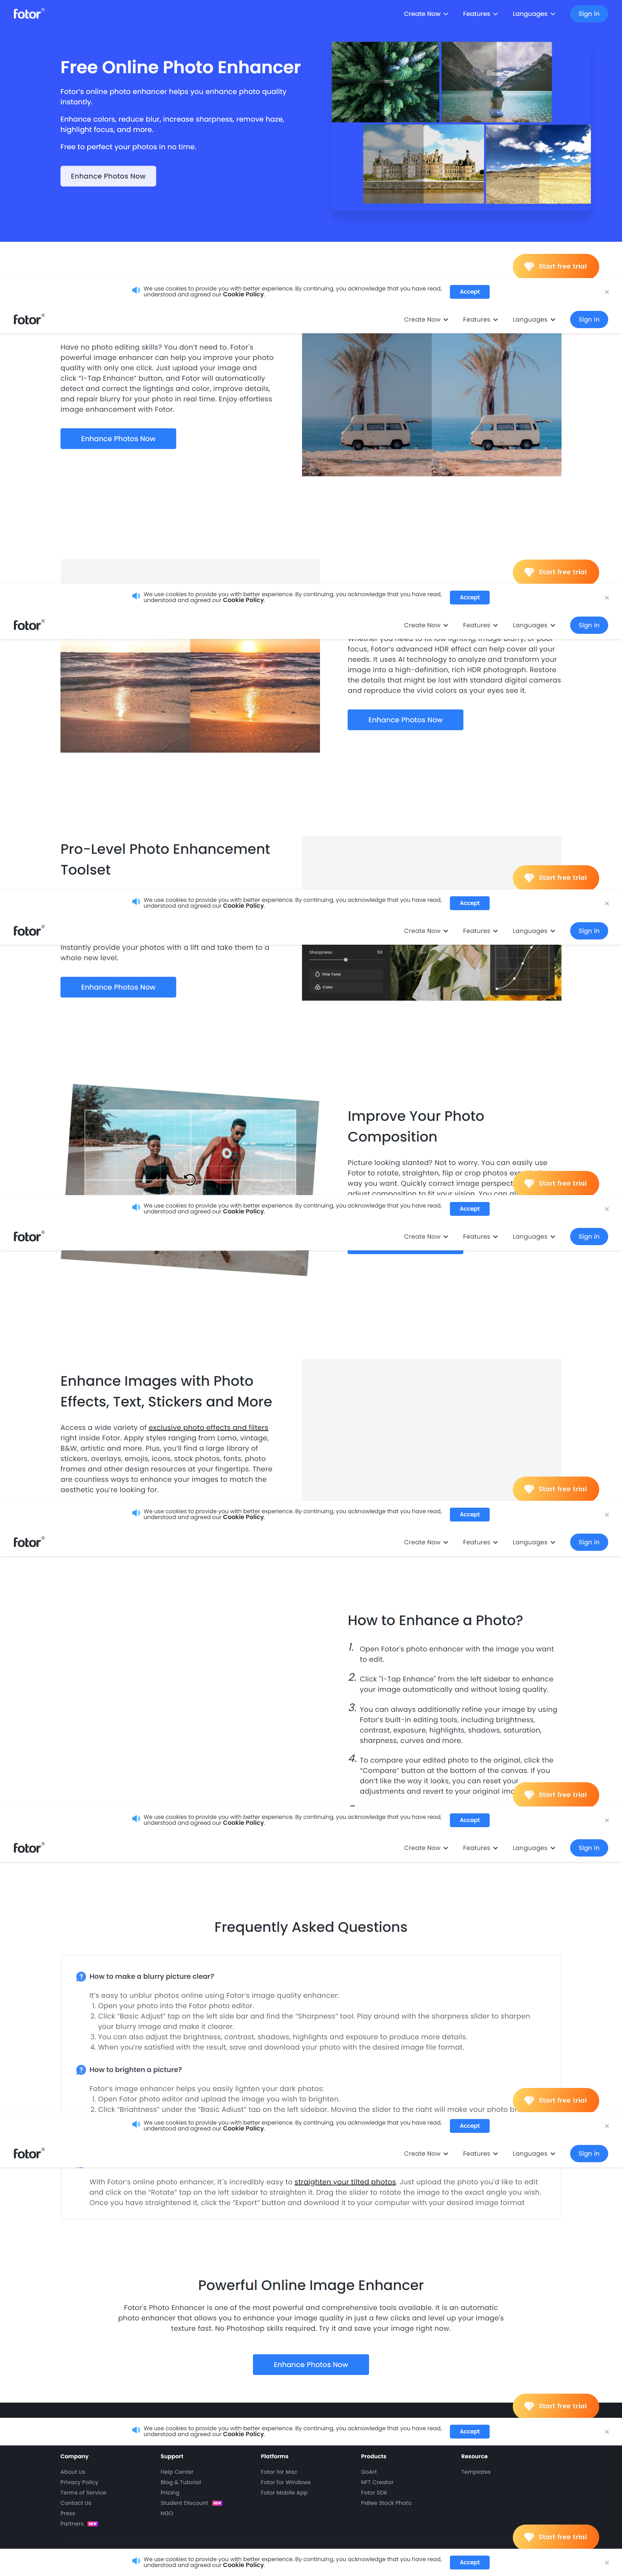 fotor®
Create Now
Features
Languages
Sign in
Free Online Photo Enhancer
Fotor's online photo enhancer helps you enhance photo quality
instantly.
Enhance colors, reduce blur, increase sharpness, remove haze,
highlight focus, and more.
Free to perfect your photos in no time.
Enhance Photos Now
Start free trial
We use cookies to provide you with better experience. By continuing, you acknowledge that you have read,
understood and agreed our Cookie Policy.
Accept
fotor®
Create Now
Features
Languages
Sign in
Have no photo editing skills? You don't need to. Fotor's
powerful image enhancer can help you improve your photo
quality with only one click. Just upload your image and
click “1-Tap Enhance” button, and Fotor will automatically
detect and correct the lightings and color, improve details,
and repair blurry for your photo in real time. Enjoy effortless
image enhancement with Fotor.
Enhance Photos Now
Start free trial
We use cookies to provide you with better experience. By continuing, you acknowledge that you have read,
understood and agreed our Cookie Policy.
Accept
fotor®
Create Now
Features
Languages
Sign in
Whether you need to fix low lighting, image blurry, or poor
focus, Fotor's advanced HDR effect can help cover all your
needs. It uses AI technology to analyze and transform your
image into a high-definition, rich HDR photograph. Restore
the details that might be lost with standard digital cameras
and reproduce the vivid colors as your eyes see it.
Enhance Photos Now
Pro-Level Photo Enhancement
Toolset
Start free trial
We use cookies to provide you with better experience. By continuing, you acknowledge that you have read,
understood and agreed our Cookie Policy.
Accept
fotor®
Create Now
Features
Languages
Sign in
Instantly provide your photos with a lift and take them to a
whole new level.
Enhance Photos Now
Sharpness 50
Fine Tune
Color
Improve Your Photo
Composition
Picture looking slanted? Not to worry. You can easily use
Fotor to rotate, straighten, flip or crop photos
way you want. Quickly correct image
adjust composition to fit your vision. You can
Start free trial
We use cookies to provide you with better experience. By continuing, you acknowledge that you have read,
understood and agreed our Cookie Policy.
Accept
fotor®
Create Now
Features
Languages
Sign in
Enhance Images with Photo
Effects, Text, Stickers and More
Access a wide variety of exclusive photo effects and filters
right inside Fotor. Apply styles ranging from Lomo, vintage,
B&W, artistic and more. Plus, you'll find a large library of
stickers, overlays, emojis, icons, stock photos, fonts, photo
frames and other design resources at your fingertips. There
are countless ways to enhance your images to match the
aesthetic you're looking for.
Start free trial
We use cookies to provide you with better experience. By continuing, you acknowledge that you have read,
understood and agreed our Cookie Policy.
Accept
fotor®
Create Now
Features
Languages
Sign in
How to Enhance a Photo?
1. Open Fotor's photo enhancer with the image you want
to edit.
2. Click "1-Tap Enhance" from the left sidebar to enhance
your image automatically and without losing quality.
3. You can always additionally refine your image by using
Fotor's built-in editing tools, including brightness,
contrast, exposure, highlights, shadows, saturation,
sharpness, curves and more.
4. To compare your edited photo to the original, click the
“Compare” button at the bottom of the canvas. If you
don't like the way it looks, you can reset your
adjustments and revert to your original
Start free trial
We use cookies to provide you with better experience. By continuing, you acknowledge that you have read,
understood and agreed our Cookie Policy.
Accept
fotor®
Create Now
Features
Languages
Sign in
Frequently Asked Questions
How to make a blurry picture clear?
It's easy to unblur photos online using Fotor's image quality enhancer:
1. Open your photo into the Fotor photo editor.
2. Click “Basic Adjust” tap on the left side bar and find the “Sharpness” tool. Play around with the sharpness slider to sharpen
your blurry image and make it clearer.
3. You can also adjust the brightness, contrast, shadows, highlights and exposure to produce more details.
4. When you're satisfied with the result, save and download your photo with the desired image file format.
How to brighten a picture?
Fotor's image enhancer helps you easily lighten your dark photos:
1. Open Fotor photo editor and upload the image you wish to brighten.
2. Click “Brightness” under the “Basic Adjust” tap on the left sidebar. Moving the slider to the right will make your photo
Start free trial
We use cookies to provide you with better experience. By continuing, you acknowledge that you have read,
understood and agreed our Cookie Policy.
Accept
fotor®
Create Now
Features
Languages
Sign in
With Fotor's online photo enhancer, it's incredibly easy to straighten your tilted photos. Just upload the photo you'd like to edit
and click on the “Rotate” tap on the left sidebar to straighten it. Drag the slider to rotate the image to the exact angle you wish.
Once you have straightened it, click the “Export” button and download it to your computer with your desired image format
Powerful Online Image Enhancer
Fotor's Photo Enhancer is one of the most powerful and comprehensive tools available. It is an automatic
photo enhancer that allows you to enhance your image quality in just a few clicks and level up your image's
texture fast. No Photoshop skills required. Try it and save your image right now.
Enhance Photos Now
Start free trial
We use cookies to provide you with better experience. By continuing, you acknowledge that you have read,
understood and agreed our Cookie Policy.
Accept
Company
About Us
Privacy Policy
Terms of Service
Contact Us
Press
Partners NEW
Support
Help Center
Blog & Tutorial
Pricing
Student Discount NEW
NGO
Platforms
Fotor for Mac
Fotor for Windows
Fotor Mobile App
Products
GoArt
NFT Creator
Fotor SDK
PxBee Stock Photo
Resource
Templates
Start free trial
We use cookies to provide you with better experience. By continuing, you acknowledge that you have read,
understood and agreed our Cookie Policy.
Accept